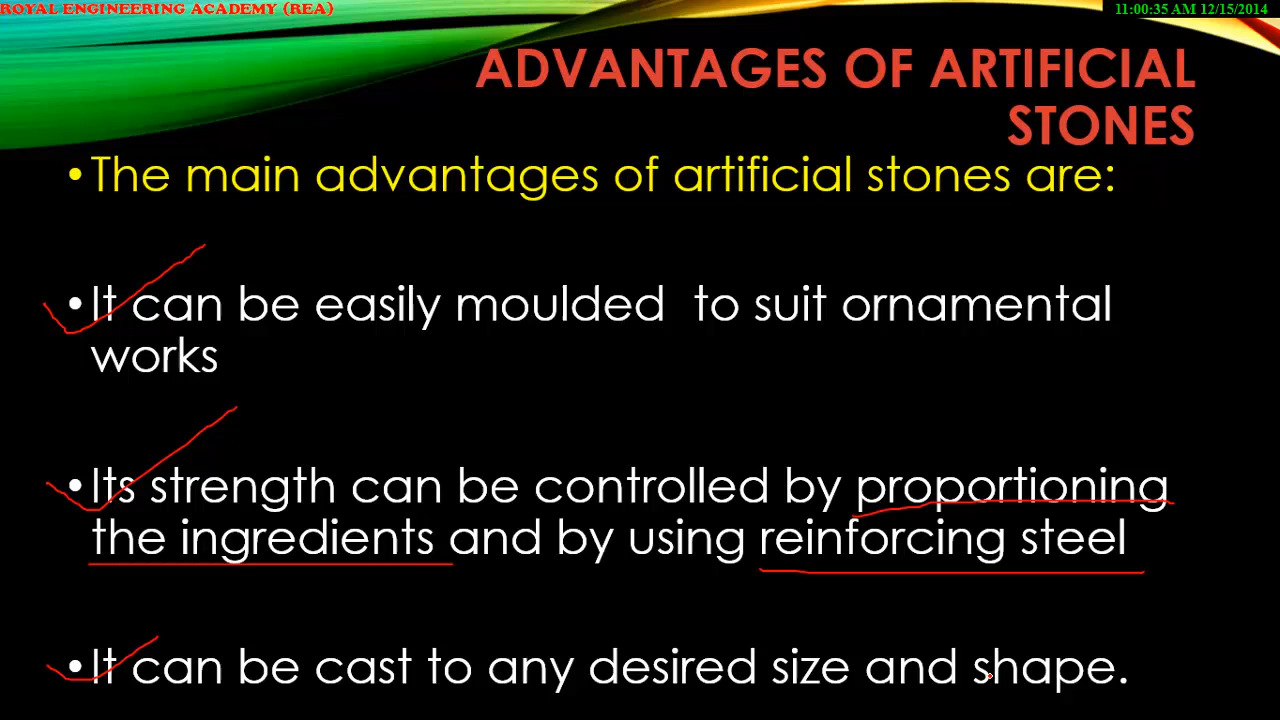 ROYAL ENGINEERING ACADEMY (REA)
11:00:35 AM 12/15/2014
ADVANTAGES OF ARTIFICIAL
STONES
• The main advantages of artificial stones are:
• It can be easily moulded to suit ornamental
works
• Its strength can be controlled by proportioning
the ingredients and by using reinforcing steel
• It can be cast to any desired size and shape.